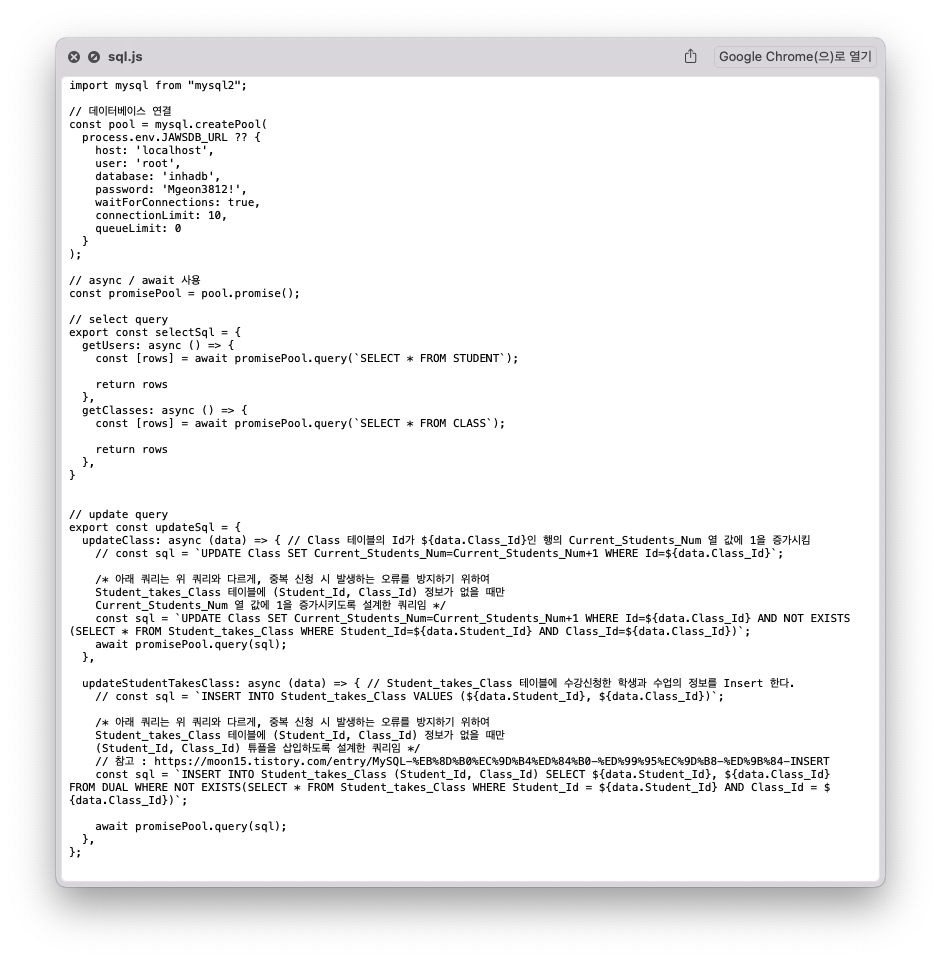 sql.js
Google Chrome(으)로 열기
import mysql from "mysql2";
// 데이터베이스 연결
const pool = mysql.createPool(
  process.env.JAWSDB_URL ?? {
    host: 'localhost',
    user: 'root',
    database: 'inhadb',
    password: 'Mgeon3812!',
    waitForConnections: true,
    connectionLimit: 10,
    queueLimit: 0
  }
);
// async / await 사용
const promisePool = pool.promise();
// select query
export const selectSql = {
  getUsers: async () => {
    const [rows] = await promisePool.query(`SELECT * FROM STUDENT`);
    return rows
  },
  getClasses: async () => {
    const [rows] = await promisePool.query(`SELECT * FROM CLASS`);
    return rows
  },
}
// update query
export const updateSql = {
  updateClass: async (data) => { // Class 테이블의 Id가 ${data.Class_Id}인 행의 Current_Students_Num 열 값에 1을 증가시킴
    // const sql = `UPDATE Class SET Current_Students_Num=Current_Students_Num+1 WHERE Id=${data.Class_Id}`;
    /* 아래 쿼리는 위 쿼리와 다르게, 중복 신청 시 발생하는 오류를 방지하기 위하여
    Student_takes_Class 테이블에 (Student_Id, Class_Id) 정보가 없을 때만
    Current_Students_Num 열 값에 1을 증가시키도록 설계한 쿼리임 */
    const sql = `UPDATE Class SET Current_Students_Num=Current_Students_Num+1 WHERE Id=${data.Class_Id} AND NOT EXISTS
(SELECT * FROM Student_takes_Class WHERE Student_Id=${data.Student_Id} AND Class_Id=${data.Class_Id})`;
    await promisePool.query(sql);
  },
  updateStudentTakesClass: async (data) => { // Student_takes_Class 테이블에 수강신청한 학생과 수업의 정보를 Insert 한다.
    // const sql = `INSERT INTO Student_takes_Class VALUES (${data.Student_Id}, ${data.Class_Id})`;
    /* 아래 쿼리는 위 쿼리와 다르게, 중복 신청 시 발생하는 오류를 방지하기 위하여
    Student_takes_Class 테이블에 (Student_Id, Class_Id) 정보가 없을 때만
    (Student_Id, Class_Id) 튜플을 삽입하도록 설계한 쿼리임 */
    // 참고 : https://moon15.tistory.com/entry/MySQL-%EB%8D%B0%EC%9D%B4%ED%84%B0-%ED%99%95%EC%9D%B8-%ED%9B%84-INSERT
    const sql = `INSERT INTO Student_takes_Class (Student_Id, Class_Id) SELECT ${data.Student_Id}, ${data.Class_Id}
FROM DUAL WHERE NOT EXISTS(SELECT * FROM Student_takes_Class WHERE Student_Id = ${data.Student_Id} AND Class_Id = $
{data.Class_Id})`;
    await promisePool.query(sql);
  },
};